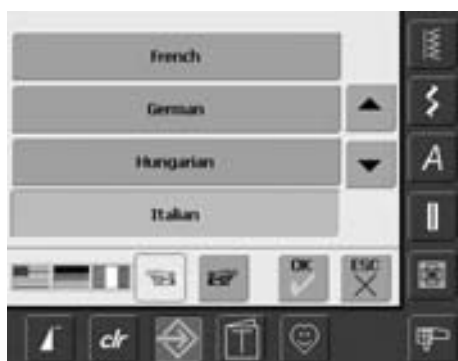 French
German
Hungarian
Italian
OK
ESC
A
clr
T